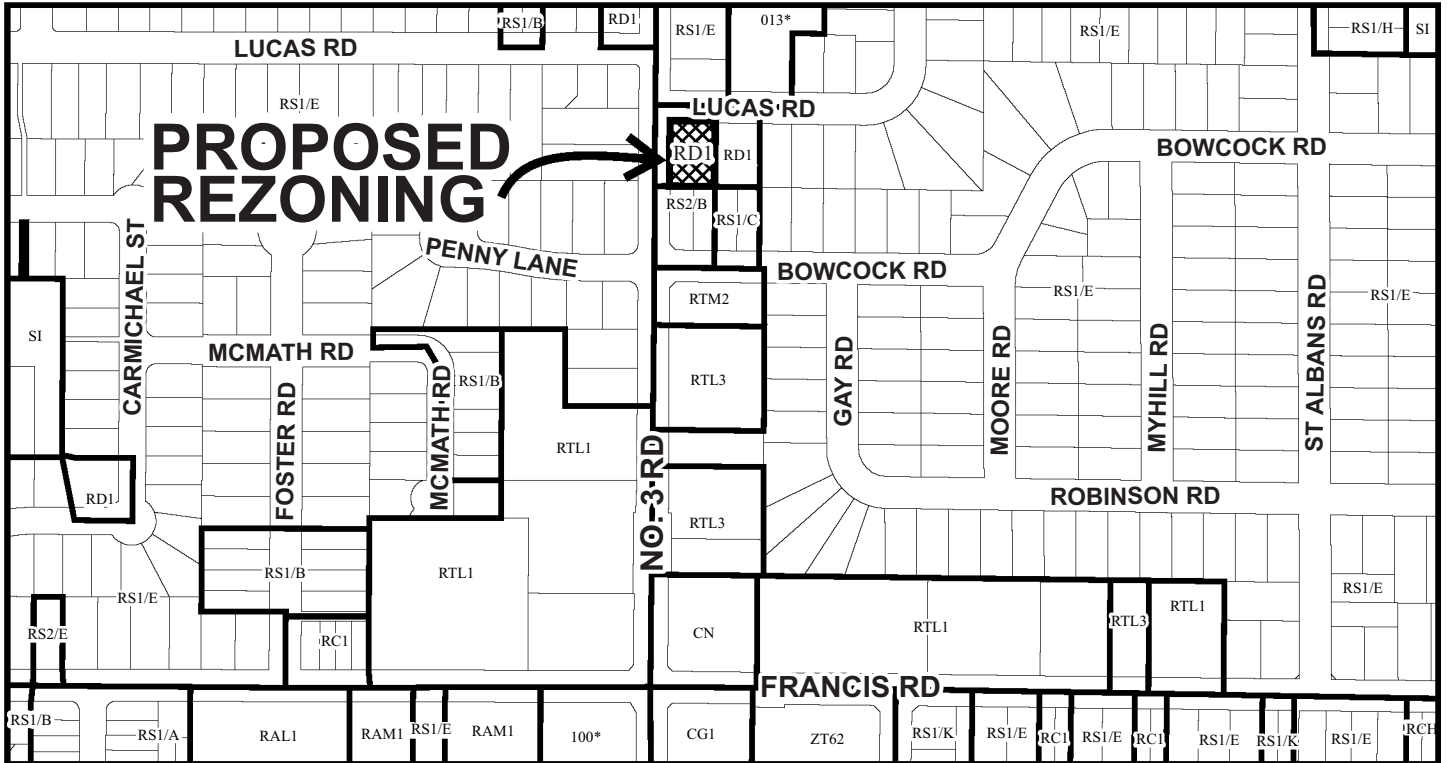 RS1/B
RD1
RS1/E
013*
RS1/E
RS1/H
SI
LUCAS RD
RS1/E
LUCAS RD
PROPOSED
REZONING
RD1
RD1
BOWCOCK RD
RS2/B
RS1/C
CARMICHAEL ST
PENNY LANE
BOWCOCK RD
RTM2
RS1/E
RS1/E
SI
MCMATH RD
RS1/B
RTL3
GAY RD
MOORE RD
MYHILL RD
ST ALBANS RD
FOSTER RD
MCMATH RD
RTL1
NO. 3 RD
RD1
ROBINSON RD
RTL3
RS1/B
RTL1
RS1/E
RS1/E
RS2/E
RC1
CN
RTL1
RTL3
RTL1
FRANCIS RD
RS1/B
RS1/A
RAL1
RAM1
RS1/E
RAM1
100*
CG1
ZT62
RS1/K
RS1/E
RC1
RS1/E
RC1
RS1/E
RS1/K
RS1/E